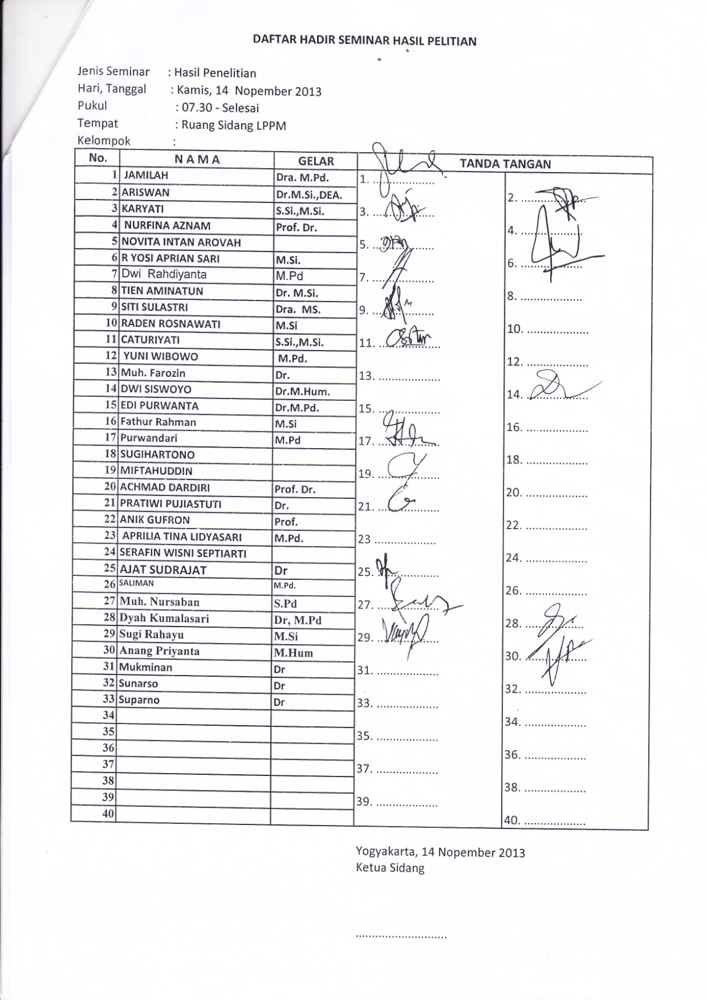 DAFTAR HADIR SEMINAR HASIL PELITIAN
Jenis Seminar : Hasil Penelitian
Hari, Tanggal : Kamis, 14 Nopember 2013
Pukul : 07.30 - Selesai
Tempat : Ruang Sidang LPPM
Kelompok :
No. N A M A GELAR TANDA TANGAN
1 JAMILAH Dra. M.Pd. 1. ...................
2 ARISWAN Dr.M.Si.,DEA. 2. ...................
3 KARYATI S.Si.,M.Si. 3. ...................
4 NURFINA AZNAM Prof. Dr. 4. ...................
5 NOVITA INTAN AROVAH 5. ...................
6 R YOSI APRIAN SARI M.Si. 6. ...................
7 Dwi Rahdiyanta M.Pd 7. ...................
8 TIEN AMINATUN Dr. M.Si. 8. ...................
9 SITI SULASTRI Dra. MS. 9. ...................
10 RADEN ROSNAWATI M.Si 10. ...................
11 CATURIYATI S.Si.,M.Si. 11. ...................
12 YUNI WIBOWO M.Pd. 12. ...................
13 Muh. Farozin Dr. 13. ...................
14 DWI SISWOYO Dr.M.Hum. 14. ...................
15 EDI PURWANTA Dr.M.Pd. 15. ...................
16 Fathur Rahman M.Si 16. ...................
17 Purwandari M.Pd 17. ...................
18 SUGIHARTONO 18. ...................
19 MIFTAHUDDIN 19. ...................
20 ACHMAD DARDIRI Prof. Dr. 20. ...................
21 PRATIWI PUJIASTUTI Dr. 21. ...................
22 ANIK GUFRON Prof. 22. ...................
23 APRILIA TINA LIDYASARI M.Pd. 23 ...................
24 SERAFIN WISNI SEPTIARTI 24. ...................
25 AJAT SUDRAJAT Dr 25. ...................
26 SALIMAN M.Pd. 26. ...................
27 Muh. Nursaban S.Pd 27. ...................
28 Dyah Kumalasari Dr, M.Pd 28. ...................
29 Sugi Rahayu M.Si 29. ...................
30 Anang Priyanta M.Hum 30. ...................
31 Mukminan Dr 31. ...................
32 Sunarso Dr 32. ...................
33 Suparno Dr 33. ...................
34 34. ...................
35 35. ...................
36 36. ...................
37 37. ...................
38 38. ...................
39 39. ...................
40 40. ...................
Yogyakarta, 14 Nopember 2013
Ketua Sidang
............................